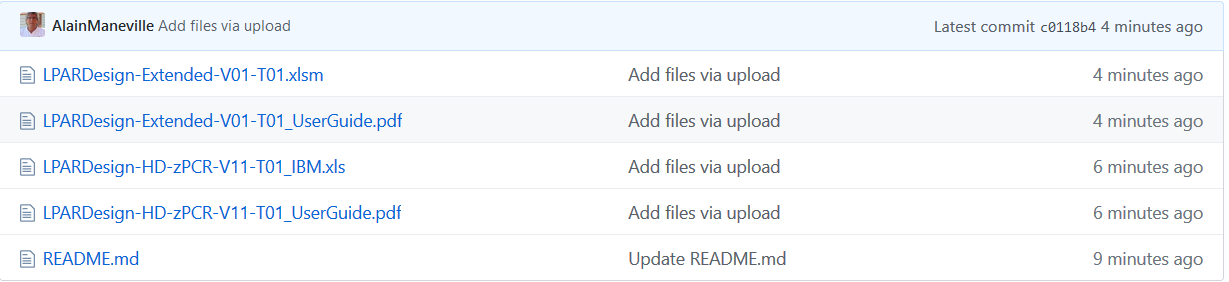 AlainManeville Add files via upload Latest commit c0118b4 4 minutes ago
LPARDesign-Extended-V01-T01.xlsm Add files via upload 4 minutes ago
LPARDesign-Extended-V01-T01_UserGuide.pdf Add files via upload 4 minutes ago
LPARDesign-HD-zPCR-V11-T01_IBM.xls Add files via upload 6 minutes ago
LPARDesign-HD-zPCR-V11-T01_UserGuide.pdf Add files via upload 6 minutes ago
README.md Update README.md 9 minutes ago